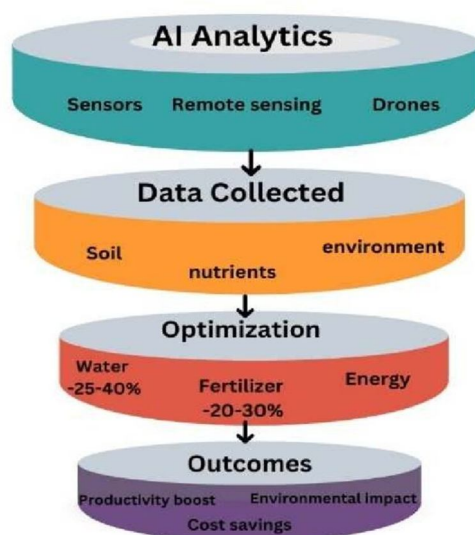 AI Analytics
Sensors Remote sensing Drones
Data Collected
Soil nutrients environment
Optimization
Water
-25-40%
Fertilizer
-20-30%
Energy
Outcomes
Productivity boost Environmental impact
Cost savings